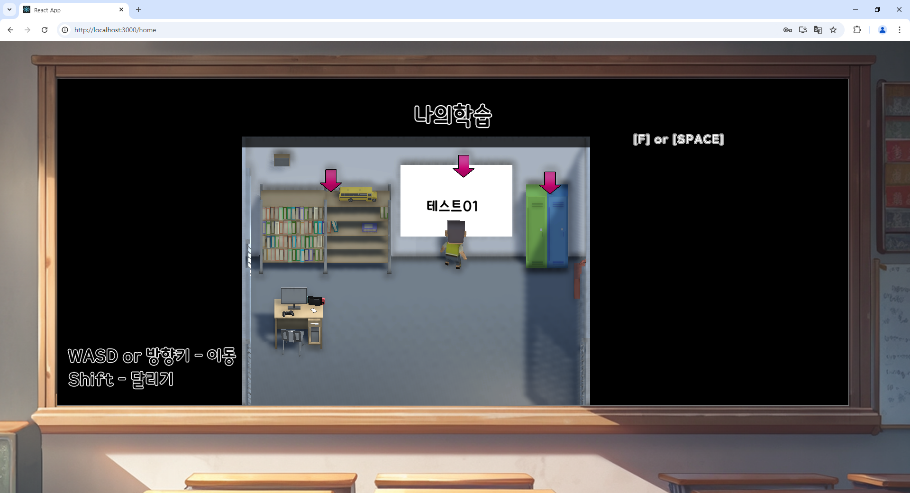 React App
http://localhost:3000/home
나의학습
[F] or [SPACE]
테스트01
WASD or 방향키 - 이동
Shift - 달리기